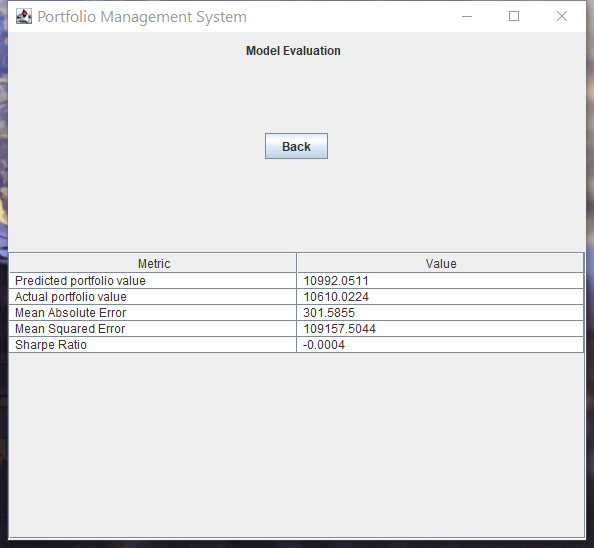 Portfolio Management System
Model Evaluation
Back
Metric Value
Predicted portfolio value 10992.0511
Actual portfolio value 10610.0224
Mean Absolute Error 301.5855
Mean Squared Error 109157.5044
Sharpe Ratio -0.0004